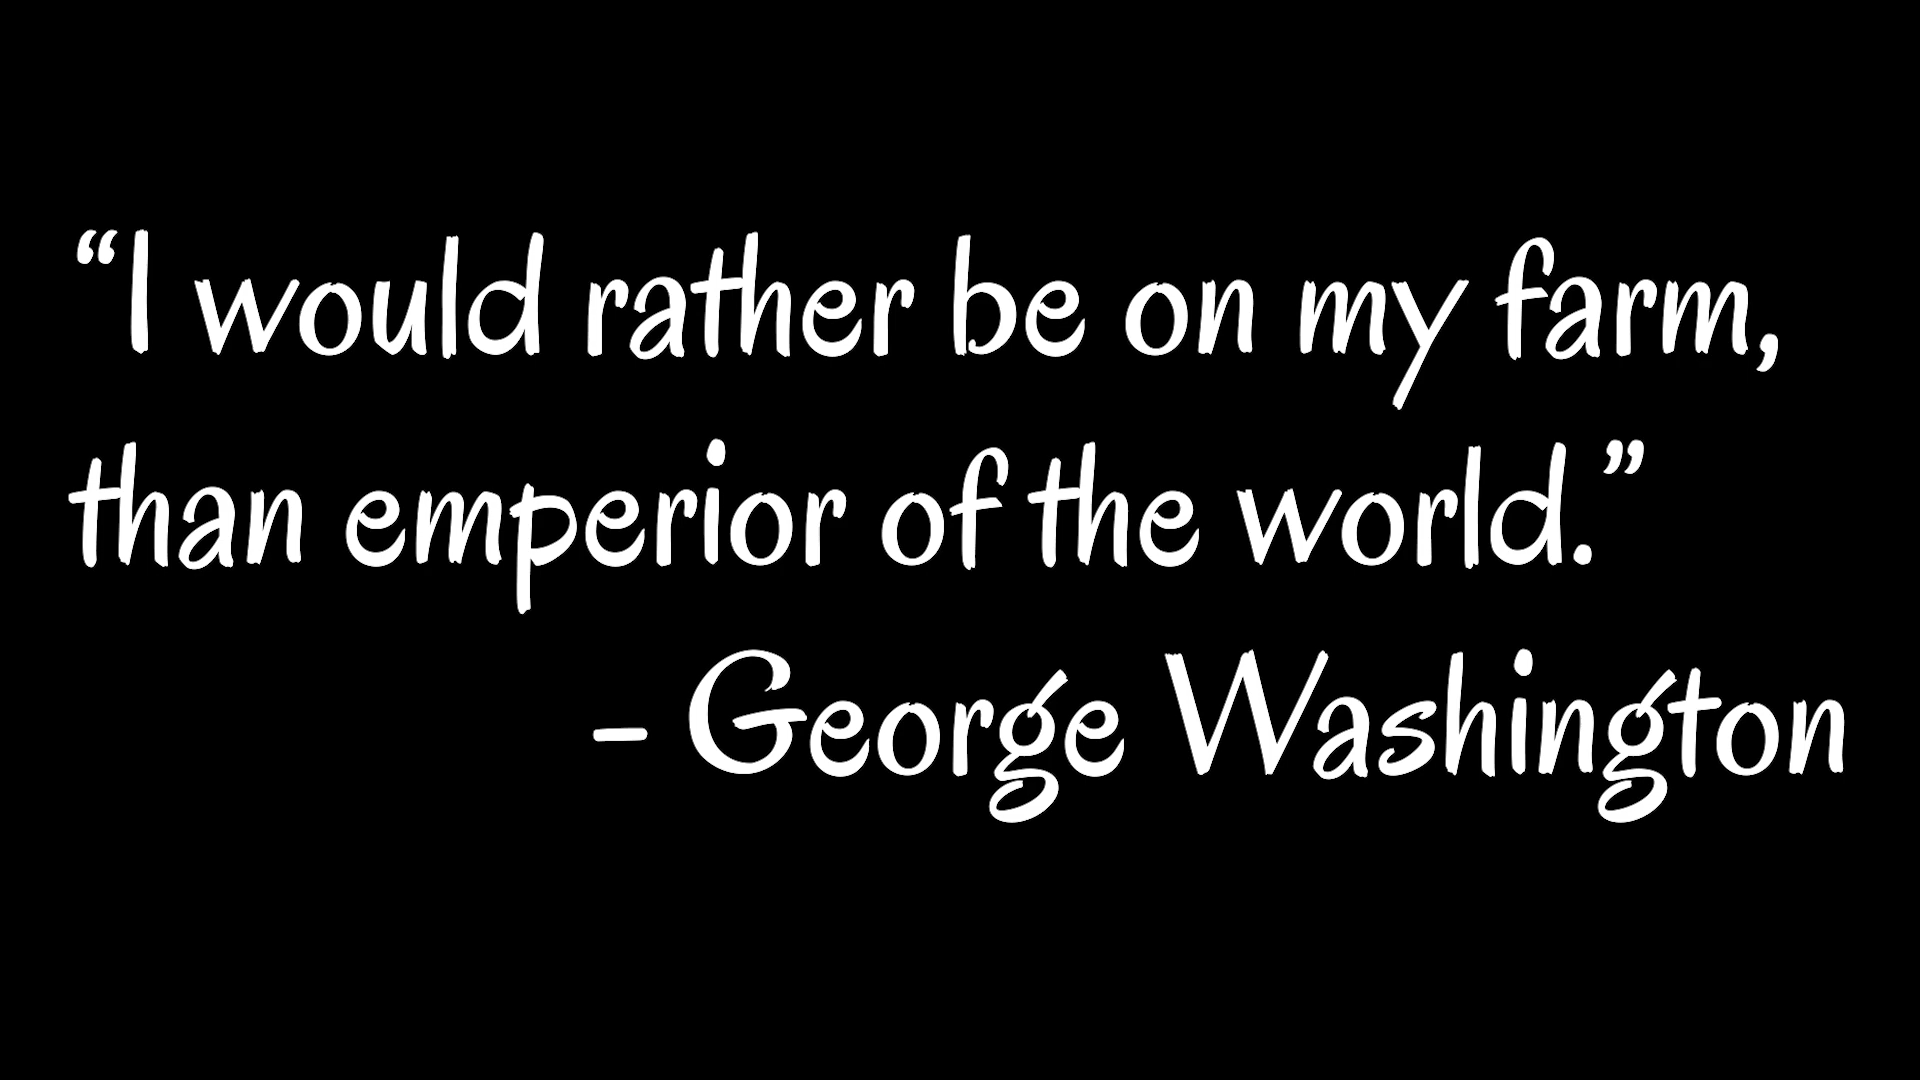 “I would rather be on my farm,
than emperior of the world.”
- George Washington